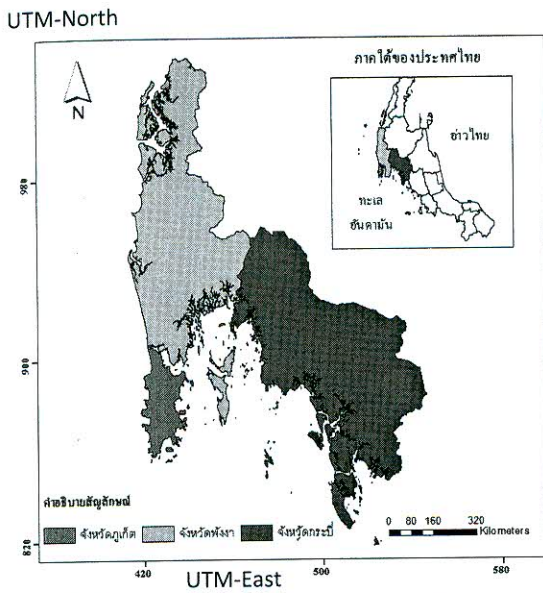 UTM-North
ภาคใต้ของประเทศไทย
N
อ่าวไทย
ทะเล
อันดามัน
980
900
820
คำอธิบายสัญลักษณ์
จังหวัดภูเก็ต จังหวัดพังงา จังหวัดกระบี่
0 80 160 320
Kilometers
420 500 580
UTM-East